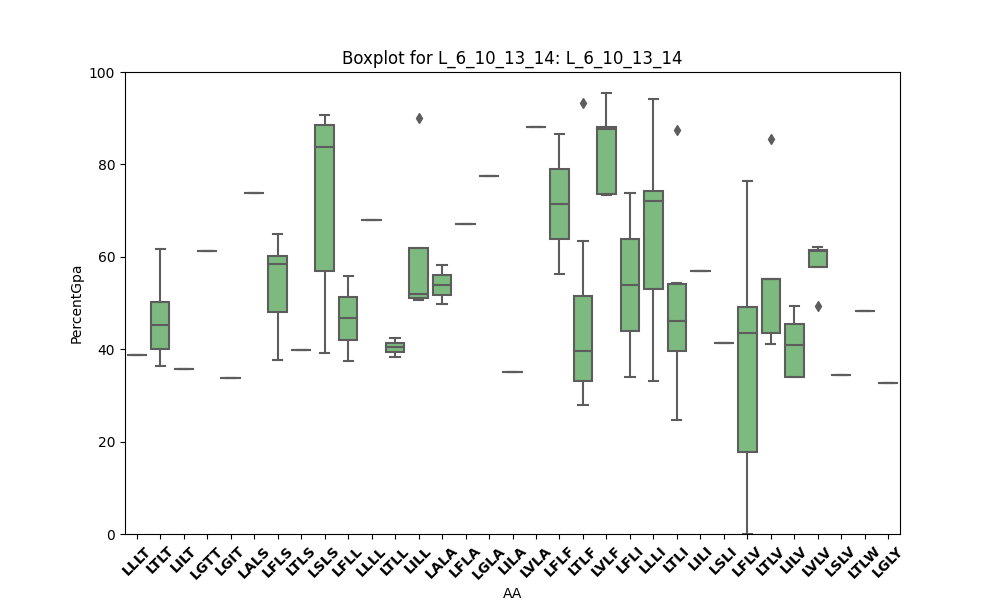 Boxplot for L_6_10_13_14: L_6_10_13_14
100
80
60
40
20
0
PercentGpa
LLLT LTLT LILT LGTT LGIT LALS LFLS LTLS LSLS LFLL LLLL LTLL LILL LALA LFLA LGLA LILA LVLA LFLF LTLF LVLF LFLI LLLI LTLI LILI LSLI LFLV LTLV LILV LVLV LSLV LTLW LGLY
AA